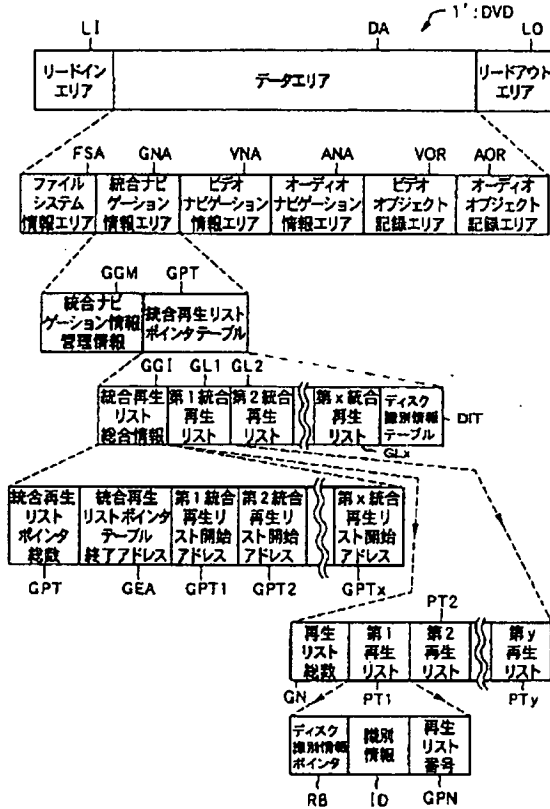 1':DVD
LI
DA
LO
リードイン
エリア
データエリア
リードアウト
エリア
FSA
GNA
VNA
ANA
VOR
AOR
ファイル
システム
情報エリア
統合ナビ
ゲーション
情報エリア
ビデオ
ナビゲーション
情報エリア
オーディオ
ナビゲーション
情報エリア
ビデオ
オブジェクト
記録エリア
オーディオ
オブジェクト
記録エリア
GGM
GPT
統合ナビ
ゲーション情報
管理情報
統合再生リスト
ポインタテーブル
GGI
GL1
GL2
統合再生
リスト
総合情報
第1統合
再生
リスト
第2統合
再生
リスト
第x統合
再生
リスト
ディスク
識別情報
テーブル
DIT
GLx
統合再生
リスト
ポインタ
総数
統合再生
リストポインタ
テーブル
終了アドレス
第1統合
再生リ
スト開始
アドレス
第2統合
再生リ
スト開始
アドレス
第x統合
再生リ
スト開始
アドレス
GPT
GEA
GPT1
GPT2
GPTx
PT2
再生
リスト
総数
第1
再生
リスト
第2
再生
リスト
第y
再生
リスト
GN
PT1
PTy
ディスク
識別情報
ポインタ
識別
情報
再生
リスト
番号
RB
ID
GPN